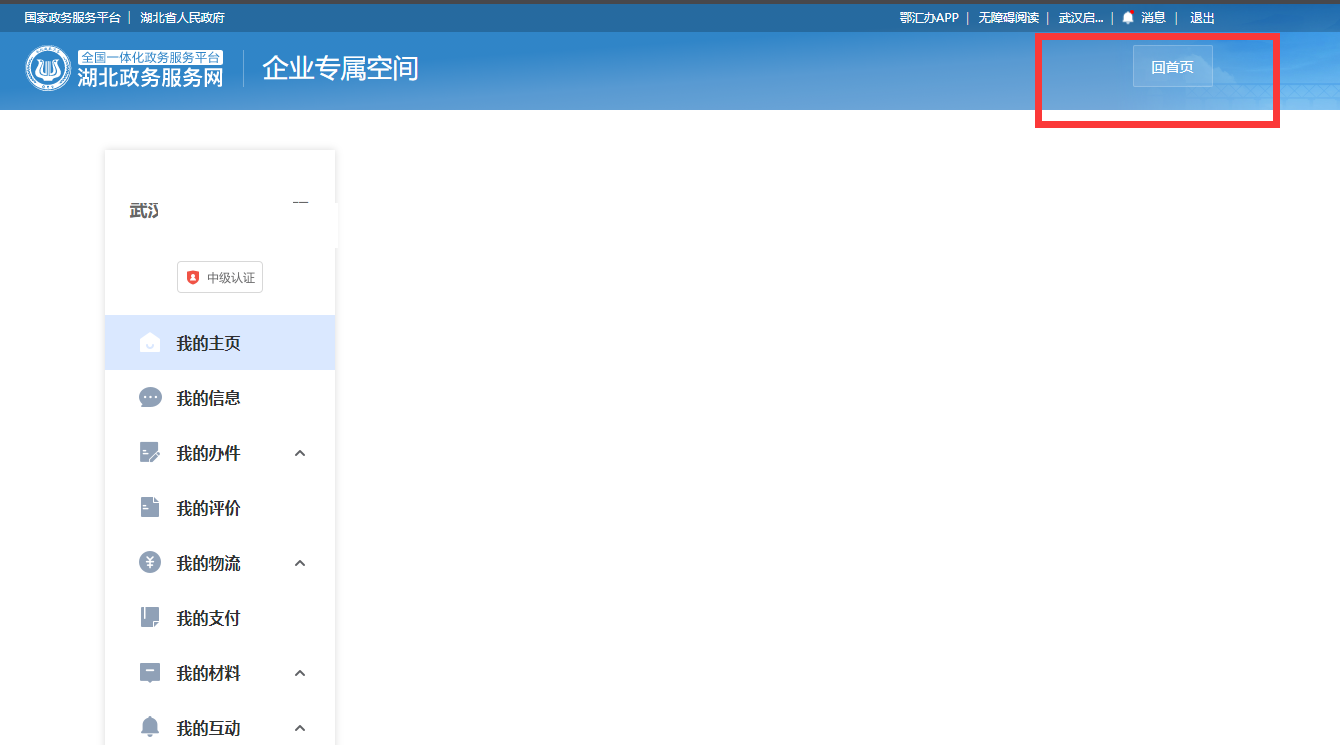 国家政务服务平台 | 湖北省人民政府
鄂汇办APP | 无障碍阅读 | 武汉启... | 消息 | 退出
全国一体化政务服务平台
湖北政务服务网
企业专属空间
回首页
武汉
中级认证
我的主页
我的信息
我的办件
我的评价
我的物流
我的支付
我的材料
我的互动